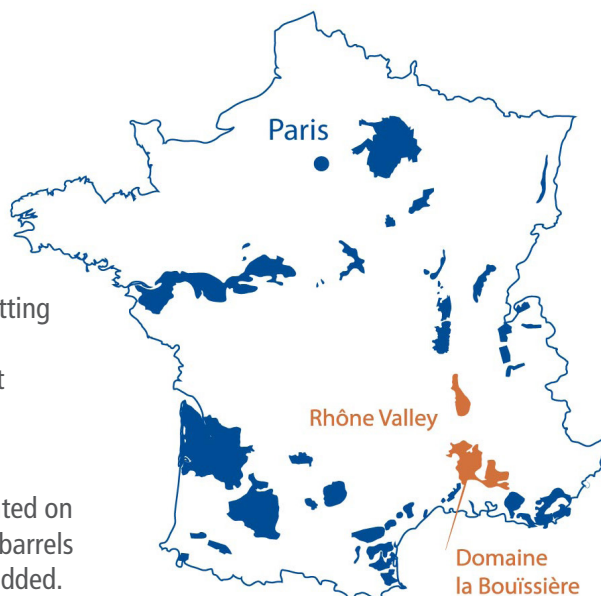 Paris
tting
t
Rhône Valley
ted on
barrels
dded.
Domaine
la Bouïssière